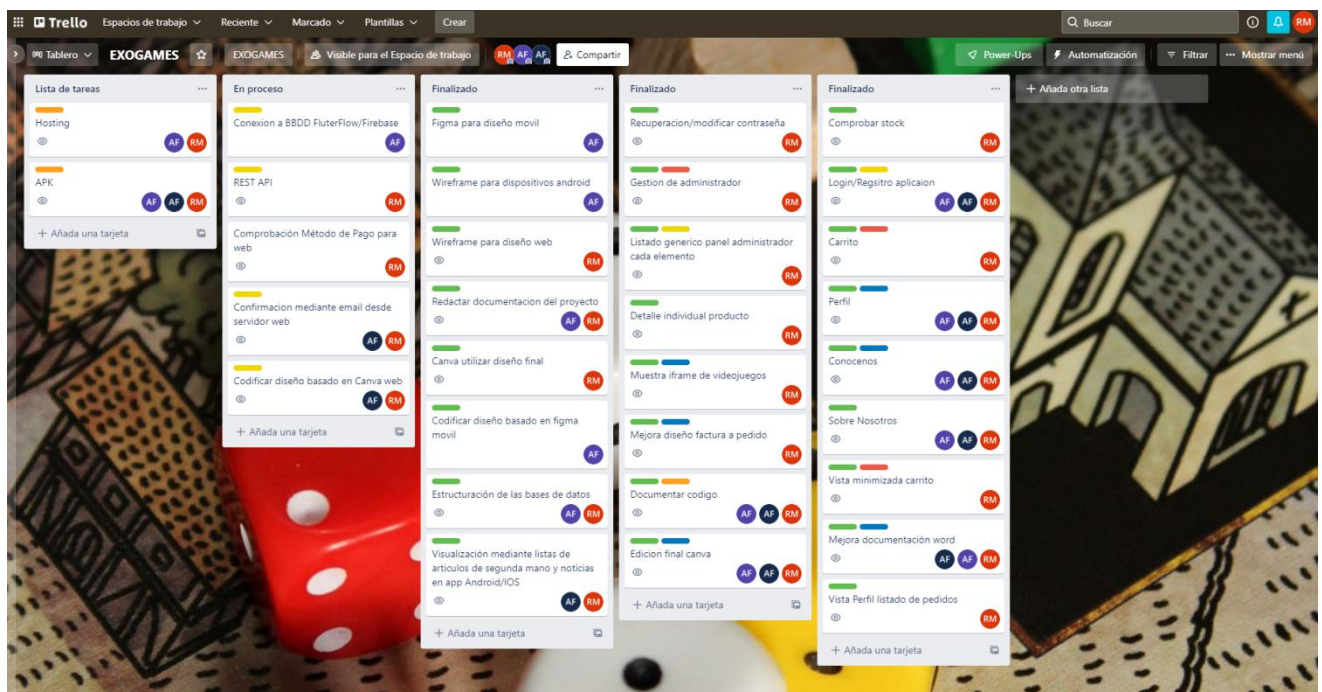 Trello
Espacios de trabajo
Reciente
Marcado
Plantillas
Crear
Buscar
RM
Tablero
EXOGAMES
EXOGAMES
Visible para el Espacio de trabajo
RM AF AF
Compartir
Power-Ups
Automatización
Filtrar
Mostrar menú
Lista de tareas
Hosting
AF RM
APK
AF AF RM
+ Añada una tarjeta
En proceso
Conexion a BBDD FluterFlow/Firebase
AF
REST API
RM
Comprobación Método de Pago para
web
RM
Confirmacion mediante email desde
servidor web
AF RM
Codificar diseño basado en Canva web
AF RM
+ Añada una tarjeta
Finalizado
Figma para diseño movil
AF
Wireframe para dispositivos android
AF
Wireframe para diseño web
RM
Redactar documentacion del proyecto
AF RM
Canva utilizar diseño final
RM
Codificar diseño basado en figma
movil
AF
Estructuración de las bases de datos
AF RM
Visualización mediante listas de
articulos de segunda mano y noticias
en app Android/IOS
AF RM
+ Añada una tarjeta
Finalizado
Recuperacion/modificar contraseña
RM
Gestion de administrador
RM
Listado generico panel administrador
cada elemento
RM
Detalle individual producto
RM
Muestra iframe de videojuegos
RM
Mejora diseño factura a pedido
RM
Documentar codigo
AF AF RM
Edicion final canva
AF AF RM
+ Añada una tarjeta
Finalizado
Comprobar stock
RM
Login/Regsitro aplicaion
AF AF RM
Carrito
RM
Perfil
AF AF RM
Conocenos
AF AF RM
Sobre Nosotros
AF AF RM
Vista minimizada carrito
RM
Mejora documentación word
AF AF RM
Vista Perfil listado de pedidos
RM
+ Añada una tarjeta
+ Añada otra lista